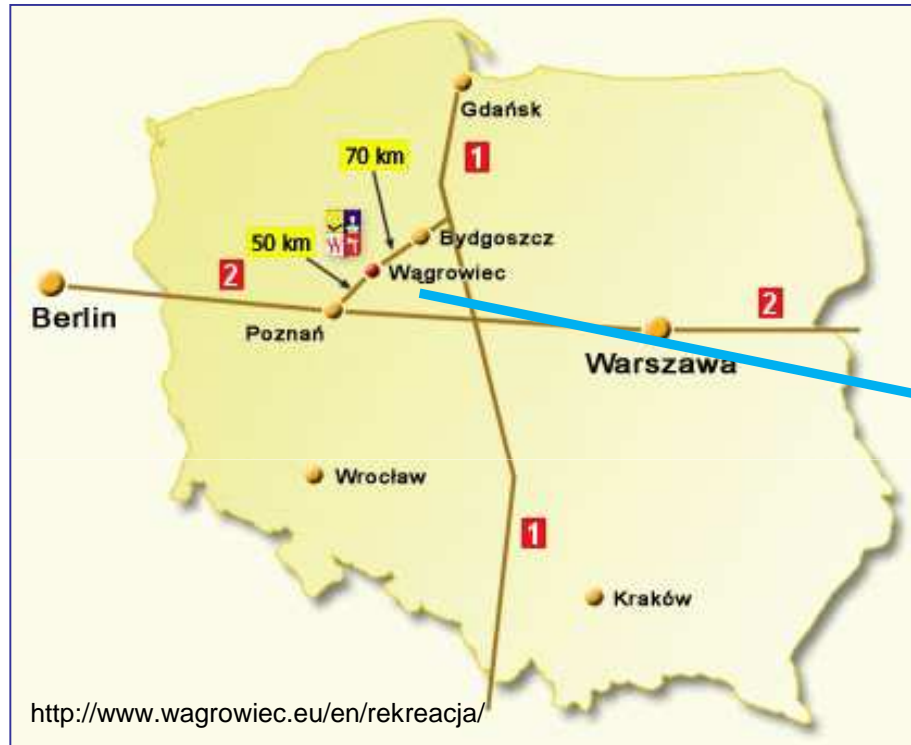 Gdańsk
1
70 km
50 km
Bydgoszcz
Wągrowiec
2
Berlin
Poznań
2
Warszawa
Wrocław
1
Kraków
http://www.wagrowiec.eu/en/rekreacja/